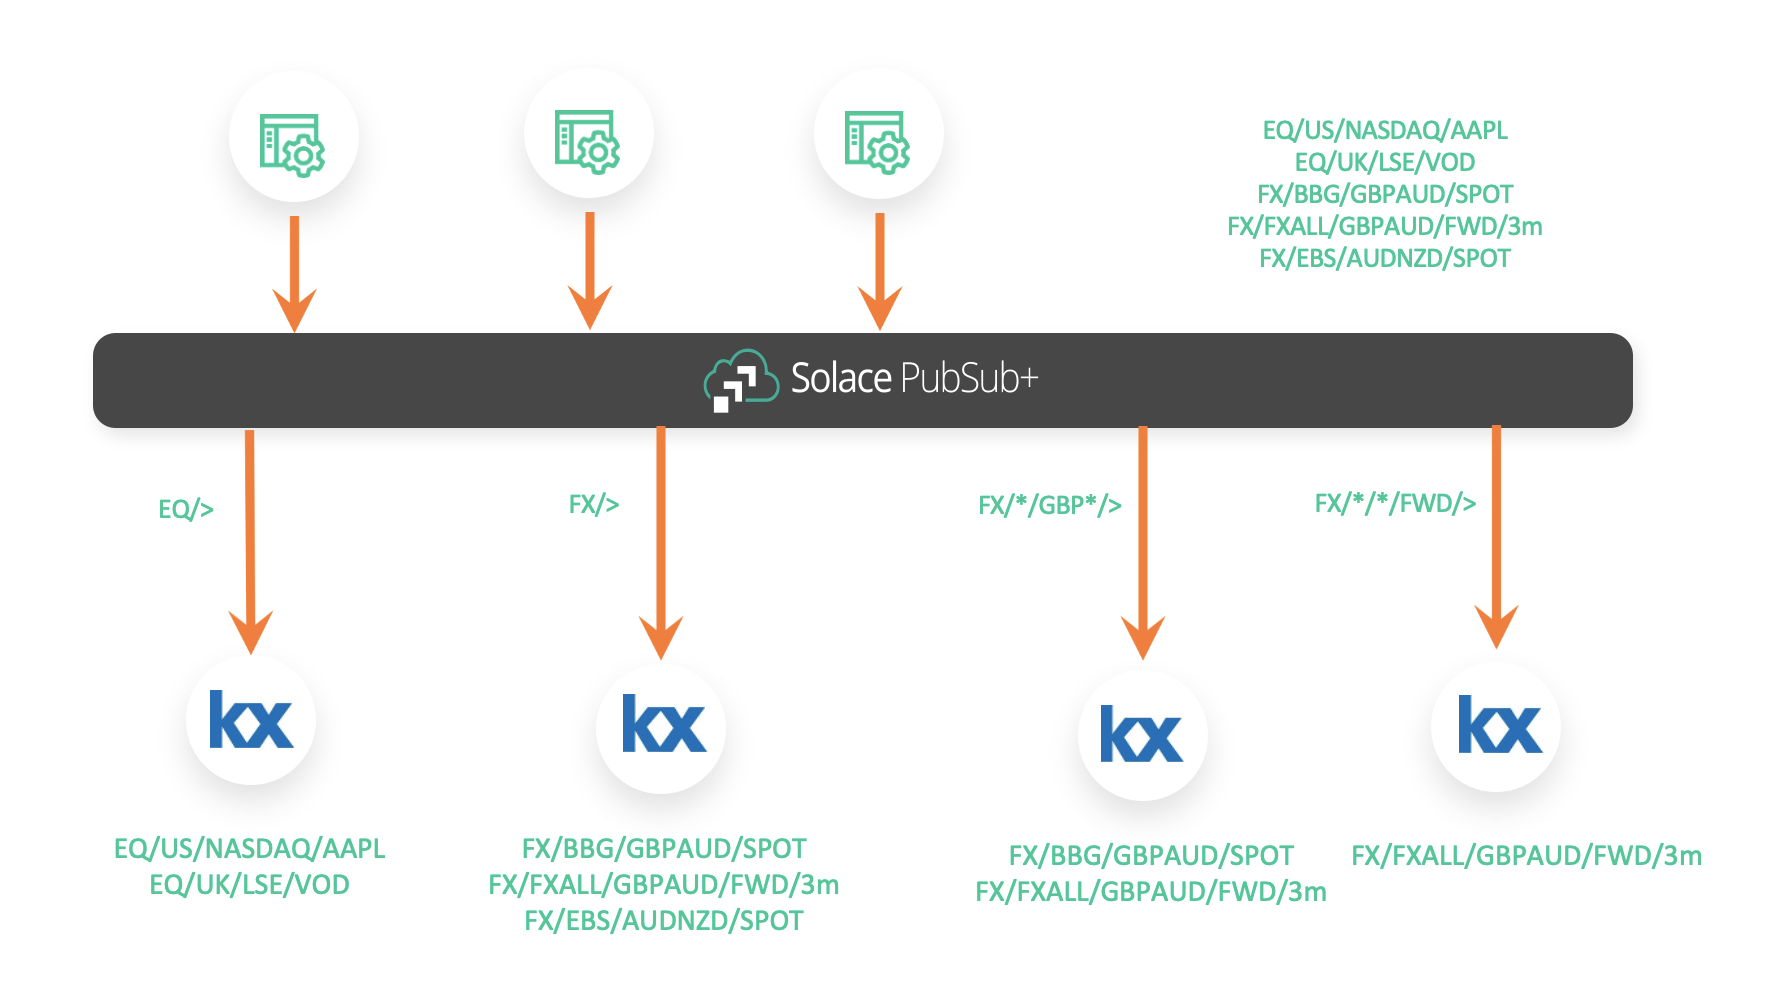 EQ/US/NASDAQ/AAPL
EQ/UK/LSE/VOD
FX/BBG/GBPAUD/SPOT
FX/FXALL/GBPAUD/FWD/3m
FX/EBS/AUDNZD/SPOT
Solace PubSub+
EQ/>
FX/>
FX/*/GBP*/>
FX/*/*/FWD/>
kx
kx
kx
kx
EQ/US/NASDAQ/AAPL
EQ/UK/LSE/VOD
FX/BBG/GBPAUD/SPOT
FX/FXALL/GBPAUD/FWD/3m
FX/EBS/AUDNZD/SPOT
FX/BBG/GBPAUD/SPOT
FX/FXALL/GBPAUD/FWD/3m
FX/FXALL/GBPAUD/FWD/3m